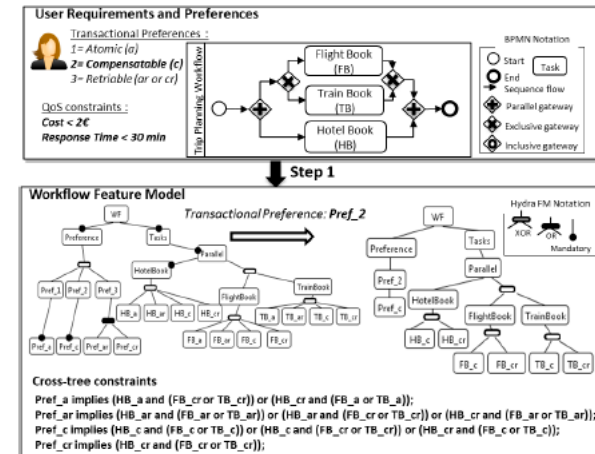 User Requirements and Preferences
Transactional Preferences :
1= Atomic (a)
2= Compensatable (c)
3= Retriable (ar or cr)
QoS constraints :
Cost < 2€
Response Time < 30 min
Trip Planning Workflow
Flight Book
(FB)
Train Book
(TB)
Hotel Book
(HB)
BPMN Notation
Start
Task
End
Sequence flow
Parallel gateway
Exclusive gateway
Inclusive gateway
Step 1
Workflow Feature Model
Transactional Preference: Pref_2
Hydra FM Notation
XOR
OR
Mandatory
WF
Preference
Tasks
Parallel
HotelBook
TrainBook
FlightBook
Pref_1
Pref_2
Pref_3
HB_a
HB_ar
HB_c
HB_cr
TB_a
TB_ar
TB_c
TB_cr
Pref_a
Pref_c
Pref_ar
Pref_cr
FB_a
FB_ar
FB_c
FB_cr
WF
Preference
Tasks
Pref_2
Parallel
Pref_c
HotelBook
FlightBook
TrainBook
HB_c
HB_cr
FB_c
FB_cr
TB_c
TB_cr
Cross-tree constraints
Pref_a implies (HB_a and (FB_cr or TB_cr)) or (HB_cr and (FB_a or TB_a));
Pref_ar implies (HB_ar and (FB_ar or TB_ar)) or (HB_ar and (FB_cr or TB_cr)) or (HB_cr and (FB_ar or TB_ar));
Pref_c implies (HB_c and (FB_c or TB_c)) or (HB_c and (FB_cr or TB_cr)) or (HB_cr and (FB_c or TB_c));
Pref_cr implies (HB_cr and (FB_cr or TB_cr));